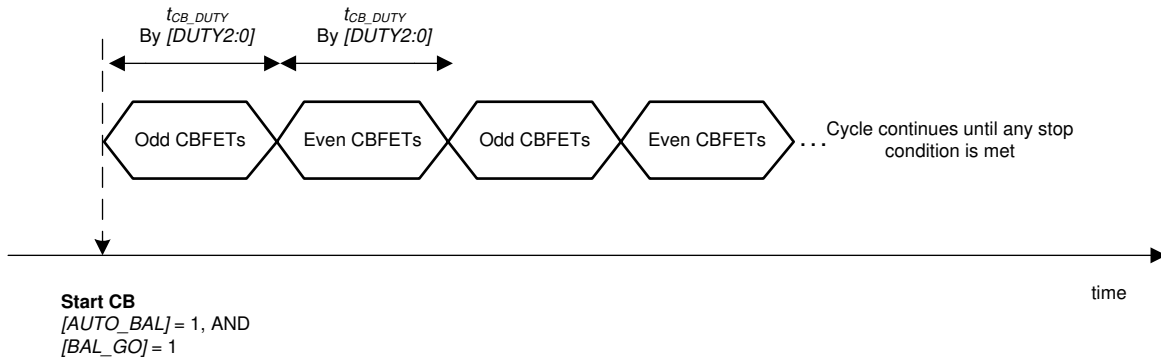 tCB_DUTY
By [DUTY2:0]
tCB_DUTY
By [DUTY2:0]
Odd CBFETs
Even CBFETs
Odd CBFETs
Even CBFETs
... Cycle continues until any stop
condition is met
time
Start CB
[AUTO_BAL] = 1, AND
[BAL_GO] = 1